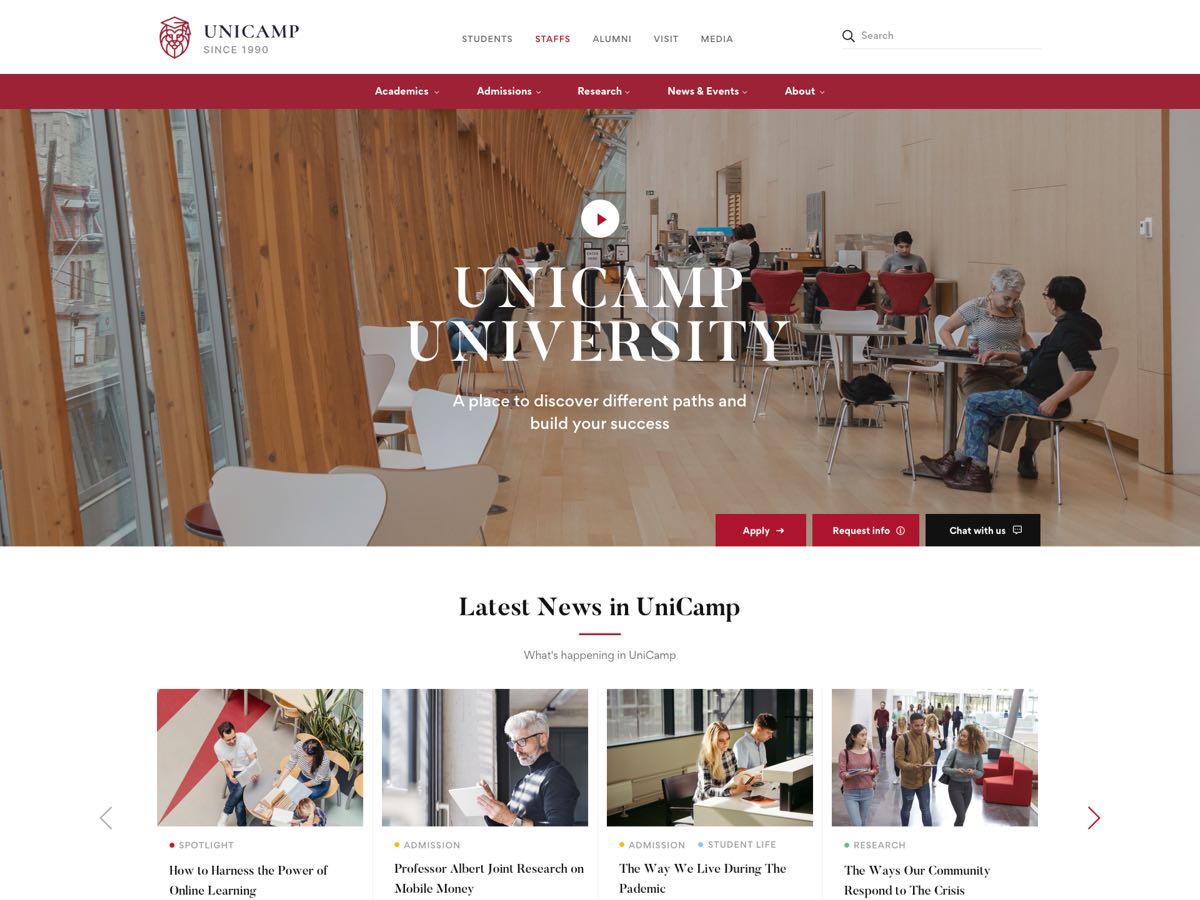 UNICAMP
SINCE 1990
STUDENTS STAFFS ALUMNI VISIT MEDIA
Search
Academics Admissions Research News & Events About
UNICAMP
UNIVERSITY
A place to discover different paths and
build your success
Apply Request info Chat with us
Latest News in UniCamp
What's happening in UniCamp
SPOTLIGHT
How to Harness the Power of
Online Learning
ADMISSION
Professor Albert Joint Research on
Mobile Money
ADMISSION STUDENT LIFE
The Way We Live During The
Pademic
RESEARCH
The Ways Our Community
Respond to The Crisis